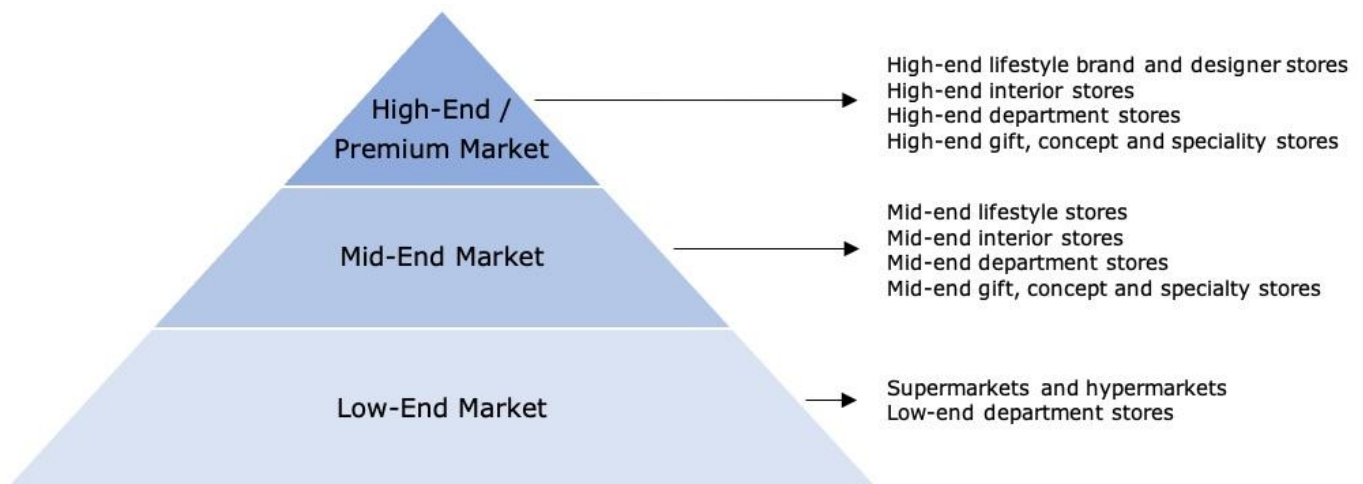 High-End /
Premium Market
High-end lifestyle brand and designer stores
High-end interior stores
High-end department stores
High-end gift, concept and speciality stores
Mid-End Market
Mid-end lifestyle stores
Mid-end interior stores
Mid-end department stores
Mid-end gift, concept and specialty stores
Low-End Market
Supermarkets and hypermarkets
Low-end department stores